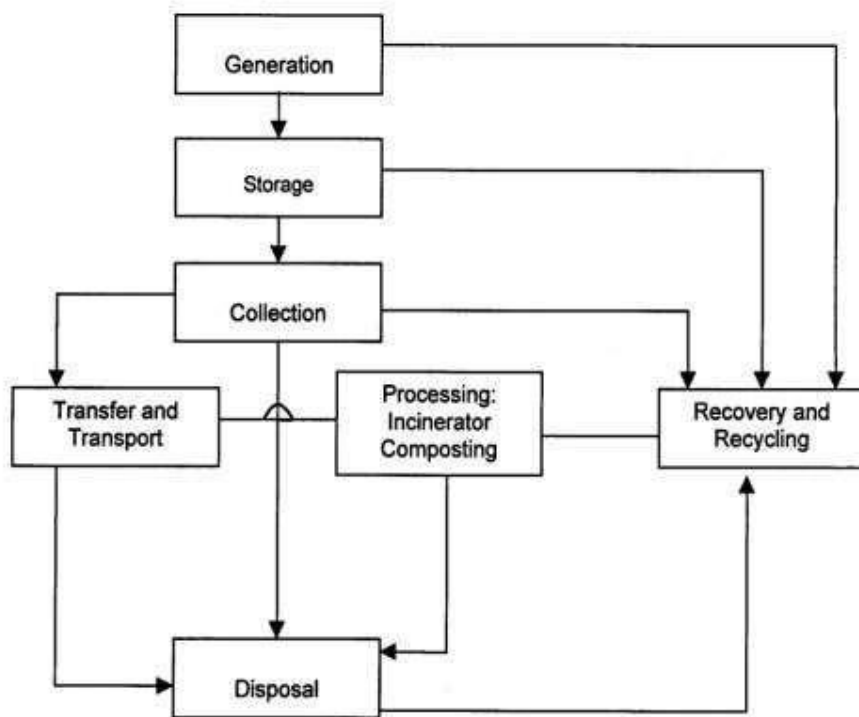 Generation
Storage
Collection
Transfer and
Transport
Processing:
Incinerator
Composting
Recovery and
Recycling
Disposal